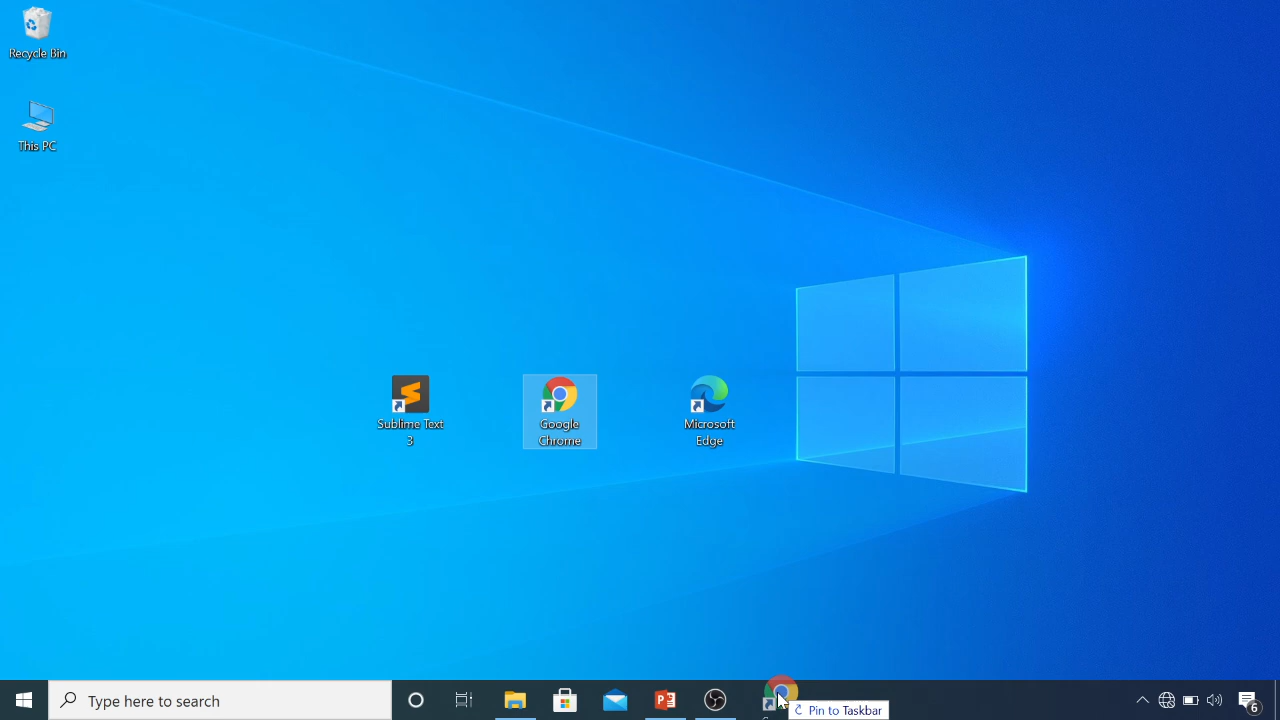 Recycle Bin
This PC
Sublime Text
3
Google
Chrome
Microsoft
Edge
Type here to search
Pin to Taskbar
6